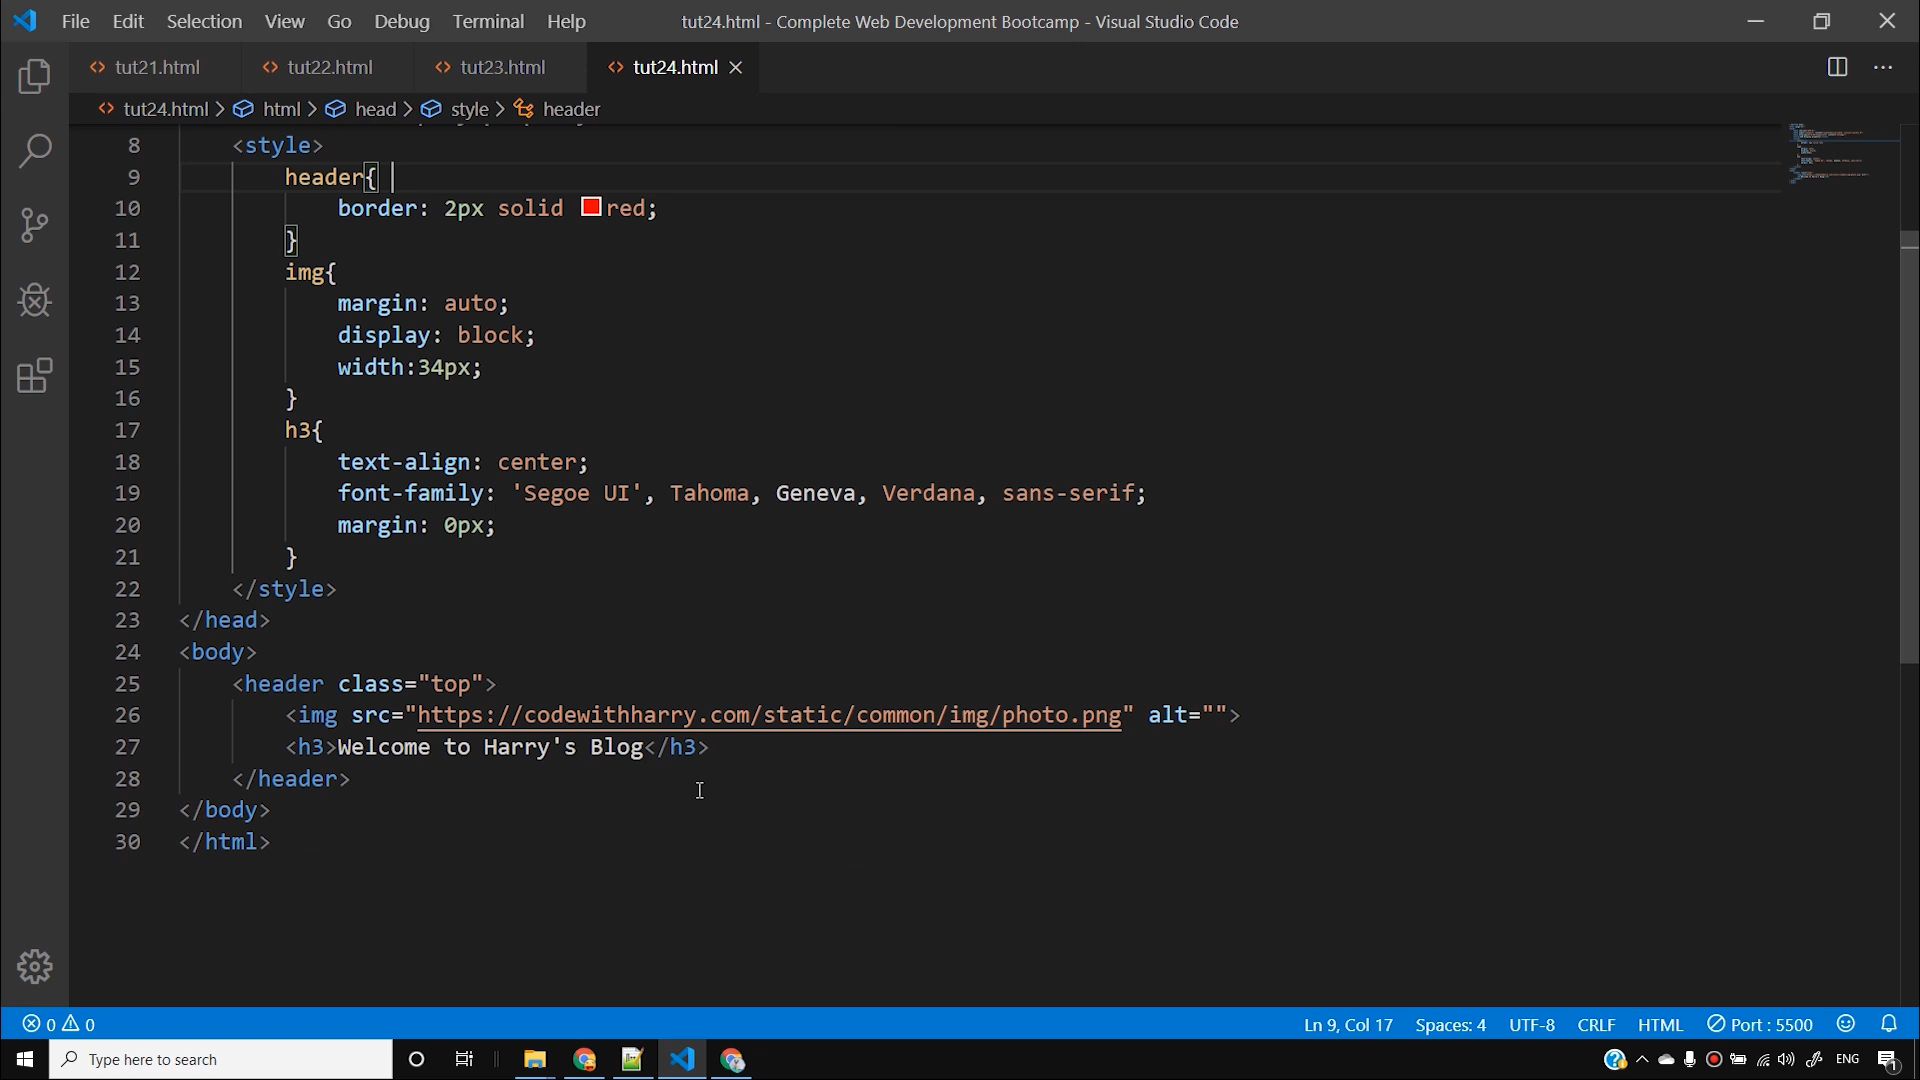 File Edit Selection View Go Debug Terminal Help tut24.html - Complete Web Development Bootcamp - Visual Studio Code
tut21.html tut22.html tut23.html tut24.html
tut24.html > html > head > style > header
8 <style>
9 header{
10 border: 2px solid red;
11 }
12 img{
13 margin: auto;
14 display: block;
15 width:34px;
16 }
17 h3{
18 text-align: center;
19 font-family: 'Segoe UI', Tahoma, Geneva, Verdana, sans-serif;
20 margin: 0px;
21 }
22 </style>
23 </head>
24 <body>
25 <header class="top">
26 <img src="https://codewithharry.com/static/common/img/photo.png" alt="">
27 <h3>Welcome to Harry's Blog</h3>
28 </header>
29 </body>
30 </html>
0 0 Ln 9, Col 17 Spaces: 4 UTF-8 CRLF HTML Port : 5500
Type here to search ENG 1